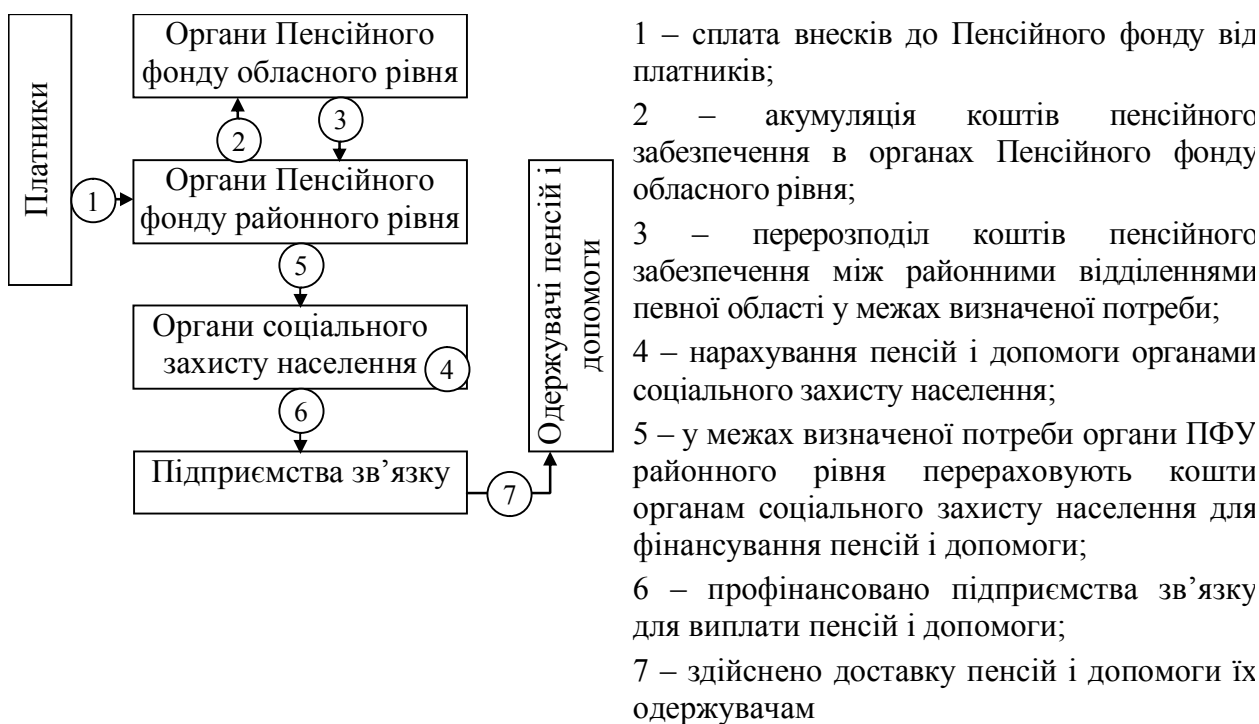 Платники
Органи Пенсійного
фонду обласного рівня
2
3
1
Органи Пенсійного
фонду районного рівня
5
Органи соціального
захисту населення
4
6
Підприємства зв’язку
7
Одержувачі пенсій і
допомоги
1 – сплата внесків до Пенсійного фонду від
платників;
2 – акумуляція коштів пенсійного
забезпечення в органах Пенсійного фонду
обласного рівня;
3 – перерозподіл коштів пенсійного
забезпечення між районними відділеннями
певної області у межах визначеної потреби;
4 – нарахування пенсій і допомоги органами
соціального захисту населення;
5 – у межах визначеної потреби органи ПФУ
районного рівня перераховують кошти
органам соціального захисту населення для
фінансування пенсій і допомоги;
6 – профінансовано підприємства зв’язку
для виплати пенсій і допомоги;
7 – здійснено доставку пенсій і допомоги їх
одержувачам